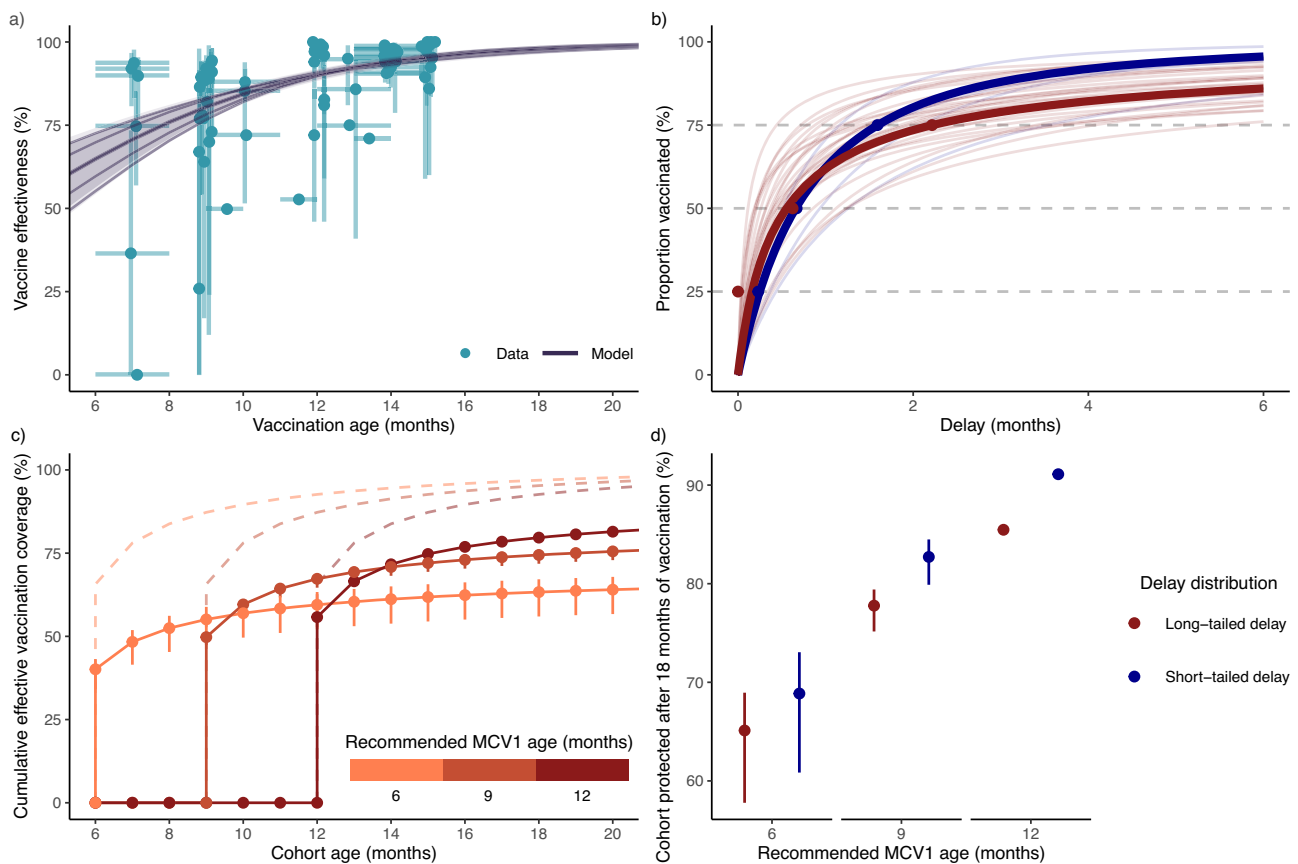 a)
Vaccine effectiveness (%)
100
75
50
25
0
Data
Model
6
8
10
12
14
16
18
20
Vaccination age (months)
b)
Proportion vaccinated (%)
100
75
50
25
0
0
2
4
6
Delay (months)
c)
Cumulative effective vaccination coverage (%)
100
75
50
25
0
Recommended MCV1 age (months)
6
9
12
6
8
10
12
14
16
18
20
Cohort age (months)
d)
Cohort protected after 18 months of vaccination (%)
90
80
70
60
6
9
12
Recommended MCV1 age (months)
Delay distribution
Long−tailed delay
Short−tailed delay